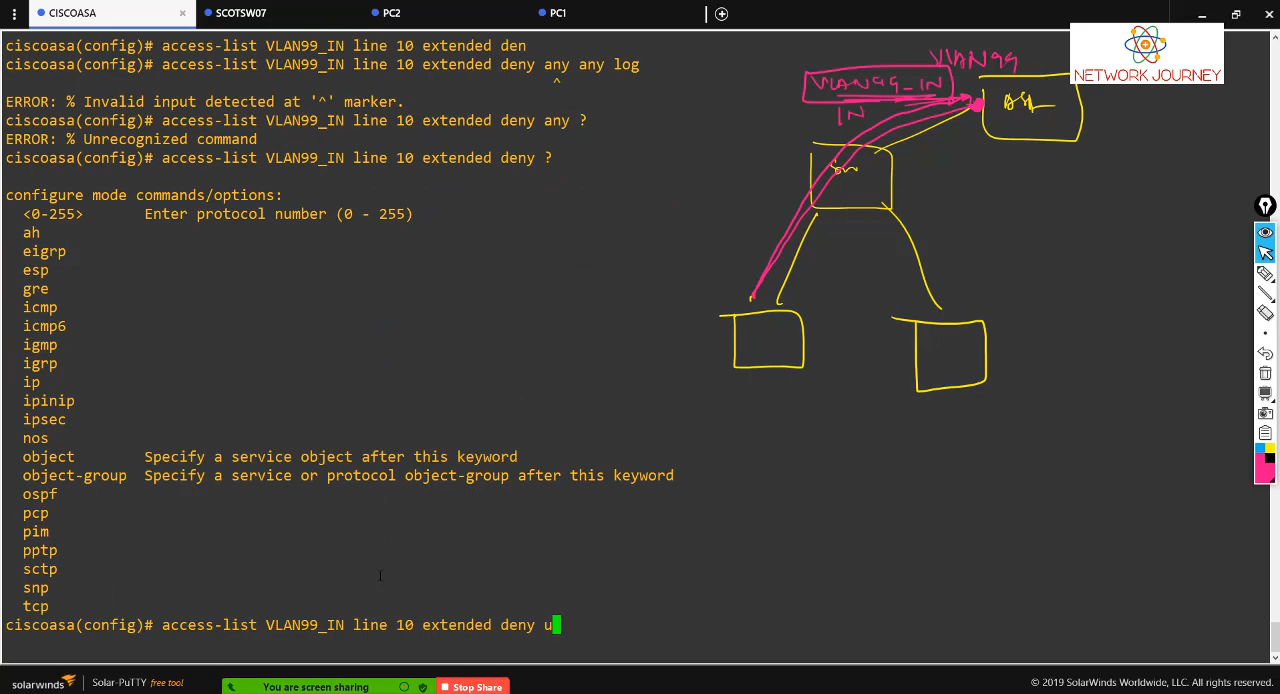 CISCOASA
SCOTSW07
PC2
PC1
ciscoasa(config)# access-list VLAN99_IN line 10 extended den
ciscoasa(config)# access-list VLAN99_IN line 10 extended deny any any log
^
ERROR: % Invalid input detected at '^' marker.
ciscoasa(config)# access-list VLAN99_IN line 10 extended deny any ?
ERROR: % Unrecognized command
ciscoasa(config)# access-list VLAN99_IN line 10 extended deny ?
configure mode commands/options:
<0-255> Enter protocol number (0 - 255)
ah
eigrp
esp
gre
icmp
icmp6
igmp
igrp
ip
ipinip
ipsec
nos
object Specify a service object after this keyword
object-group Specify a service or protocol object-group after this keyword
ospf
pcp
pim
pptp
sctp
snp
tcp
ciscoasa(config)# access-list VLAN99_IN line 10 extended deny u
VLAN99
VLAN99_IN
IN
SW
NETWORK JOURNEY
solarwinds
Solar-PuTTY free tool
You are screen sharing
Stop Share
© 2019 SolarWinds Worldwide, LLC. All rights reserved.